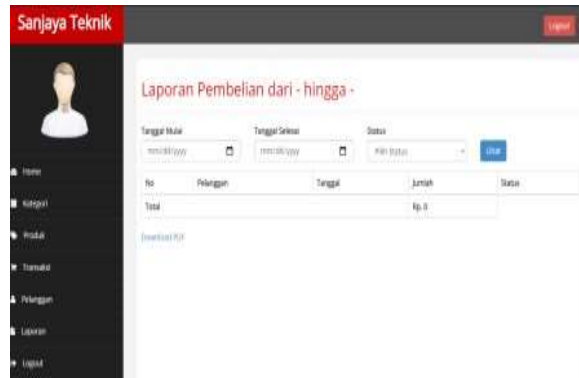 Sanjaya Teknik
Logout
Laporan Pembelian dari - hingga -
Tanggal Mulai Tanggal Selesai Status
mm/dd/yyyy mm/dd/yyyy Pilih Status Lihat
No Pelanggan Tanggal Jumlah Status
Total Rp. 0
Download PDF
Home
Kategori
Produk
Transaksi
Pelanggan
Laporan
Logout